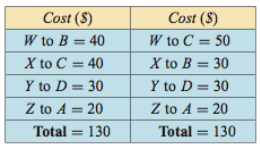 Cost ($) Cost ($)
W to B = 40 W to C = 50
X to C = 40 X to B = 30
Y to D = 30 Y to D = 30
Z to A = 20 Z to A = 20
Total = 130 Total = 130